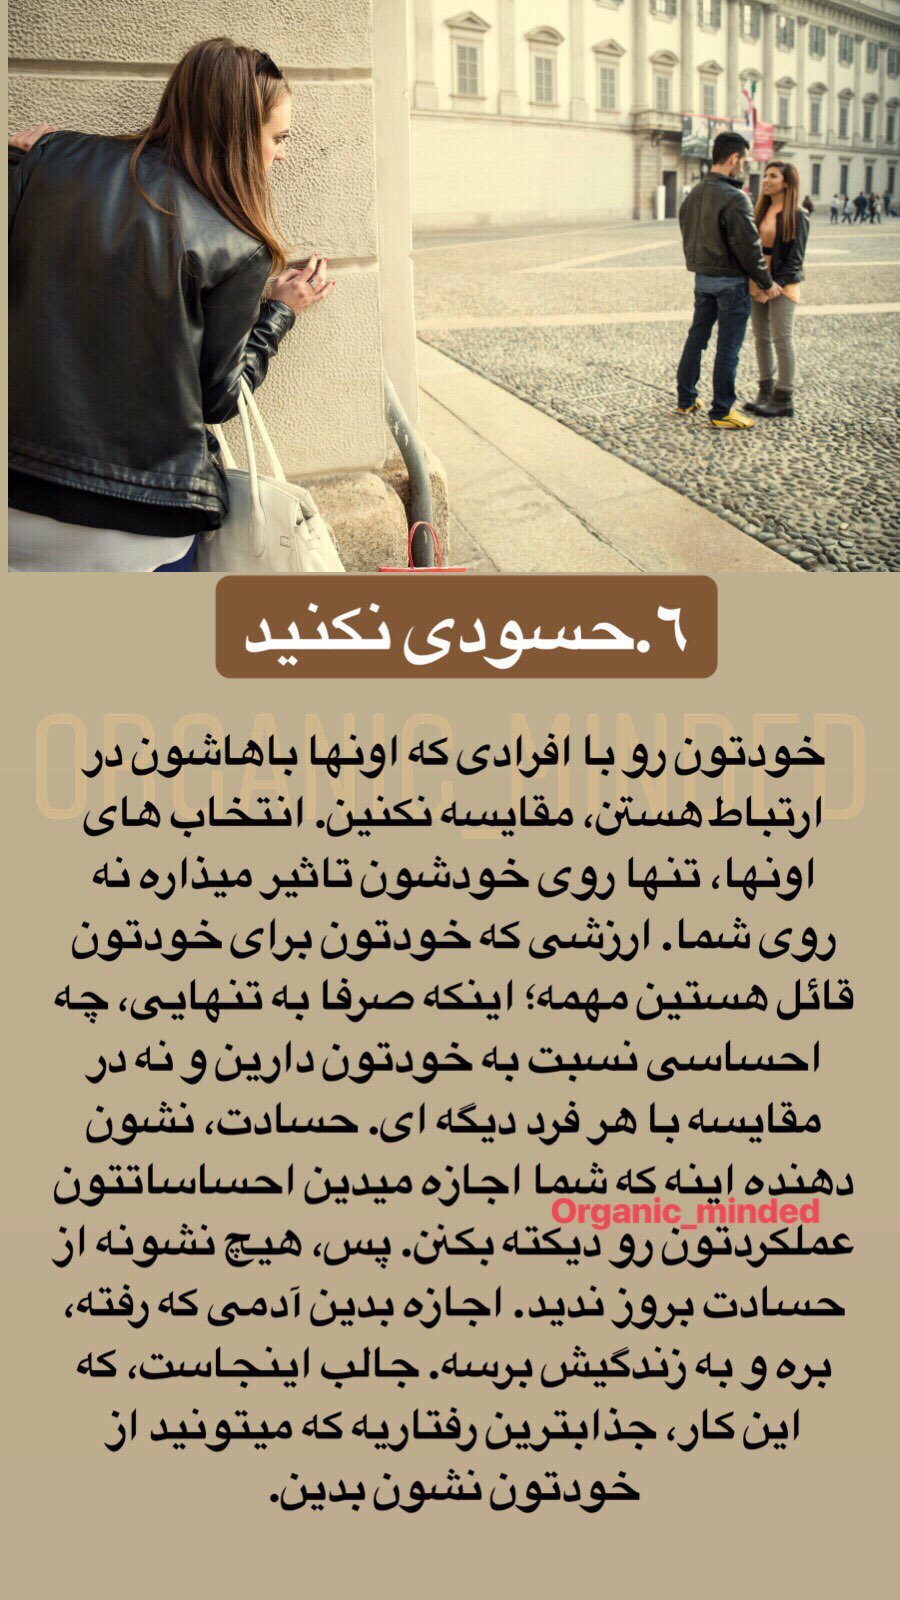 ٦.حسودی نکنید
ORGANIC_MINDED
خودتون رو با افرادی که اونها باهاشون در
ارتباط هستن، مقایسه نکنین. انتخاب های
اونها، تنها روی خودشون تاثیر میذاره نه
روی شما. ارزشی که خودتون برای خودتون
قائل هستین مهمه؛ اینکه صرفا به تنهایی، چه
احساسی نسبت به خودتون دارین و نه در
مقایسه با هر فرد دیگه ای. حسادت، نشون
دهنده اینه که شما اجازه میدین احساساتتون
Organic_minded
عملکردتون رو دیکته بکنن. پس، هیچ نشونه از
حسادت بروز ندید. اجازه بدین آدمی که رفته،
بره و به زندگیش برسه. جالب اینجاست، که
این کار، جذابترین رفتاریه که میتونید از
خودتون نشون بدین.